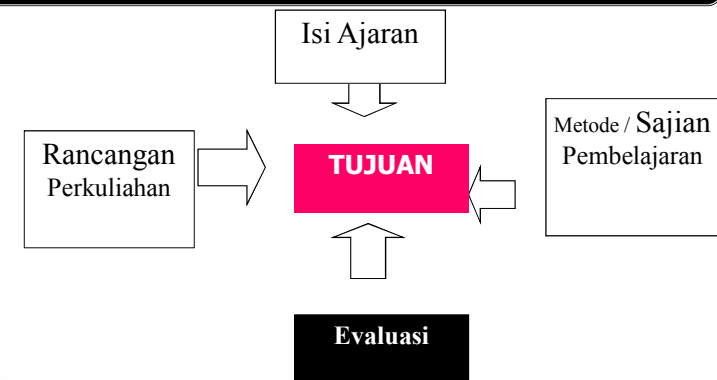 Isi Ajaran
Rancangan
Perkuliahan
TUJUAN
Metode / Sajian
Pembelajaran
Evaluasi